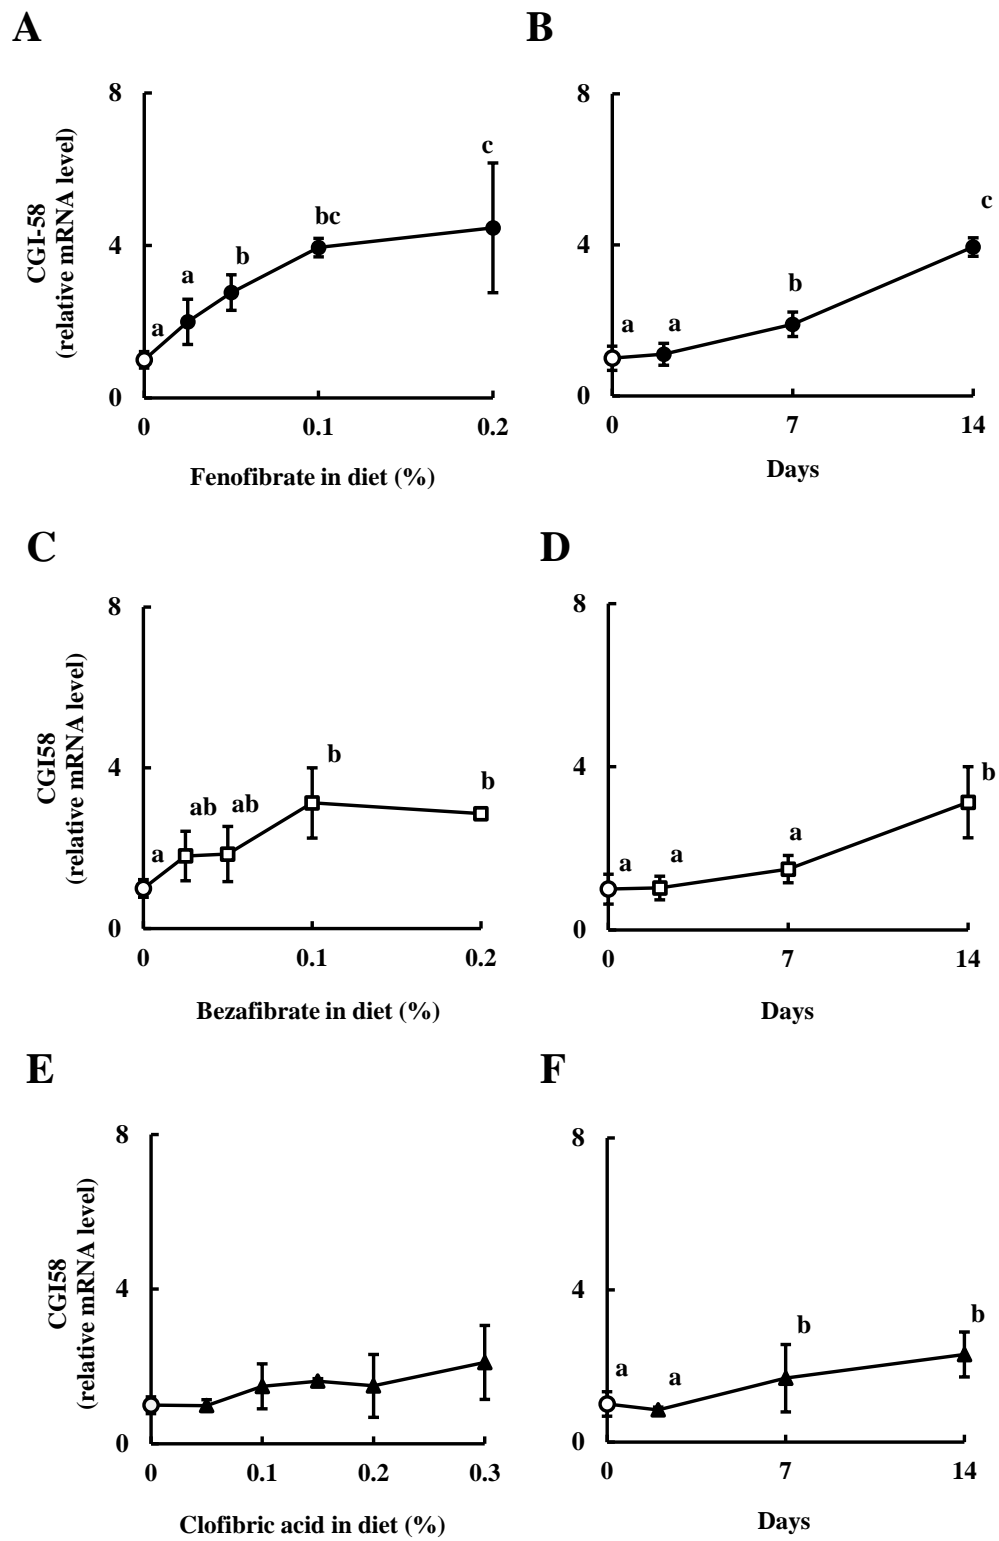 A
B
8
4
0
CGI-58
(relative mRNA level)
a
a
b
bc
c
0
0.1
0.2
Fenofibrate in diet (%)
8
4
0
a
a
b
c
0
7
14
Days
C
D
8
4
0
CGI58
(relative mRNA level)
a
ab
ab
b
b
0
0.1
0.2
Bezafibrate in diet (%)
8
4
0
a
a
a
b
0
7
14
Days
E
F
8
4
0
CGI58
(relative mRNA level)
0
0.1
0.2
0.3
Clofibric acid in diet (%)
8
4
0
a
a
b
b
0
7
14
Days